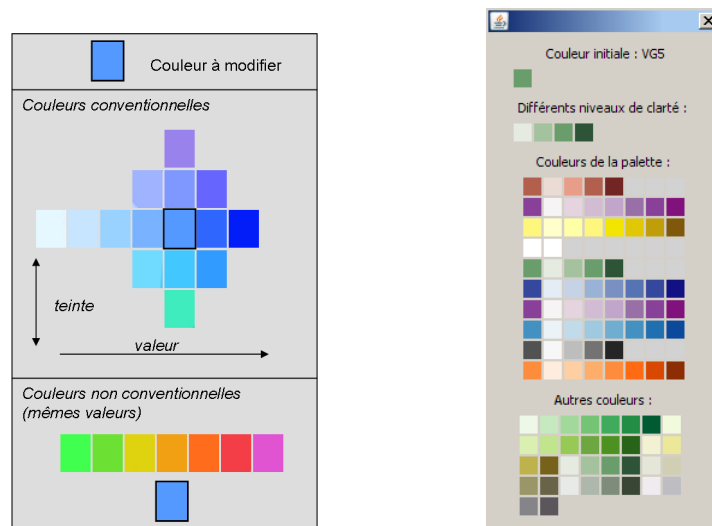 Couleur à modifier
Couleurs conventionnelles
teinte
valeur
Couleurs non conventionnelles
(mêmes valeurs)
Couleur initiale : VG5
Différents niveaux de clarté :
Couleurs de la palette :
Autres couleurs :